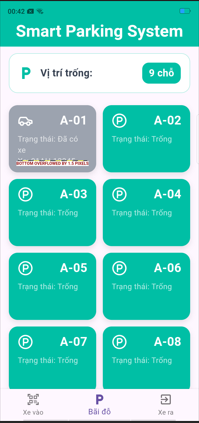 00:42
Smart Parking System
P Vị trí trống: 9 chỗ
A-01
Trạng thái: Đã có
xe
BOTTOM OVERFLOWED BY 1.5 PIXELS
P A-02
Trạng thái: Trống
P A-03
Trạng thái: Trống
P A-04
Trạng thái: Trống
P A-05
Trạng thái: Trống
P A-06
Trạng thái: Trống
P A-07
Trạng thái: Trống
P A-08
Trạng thái: Trống
Xe vào
P
Bãi đỗ
Xe ra